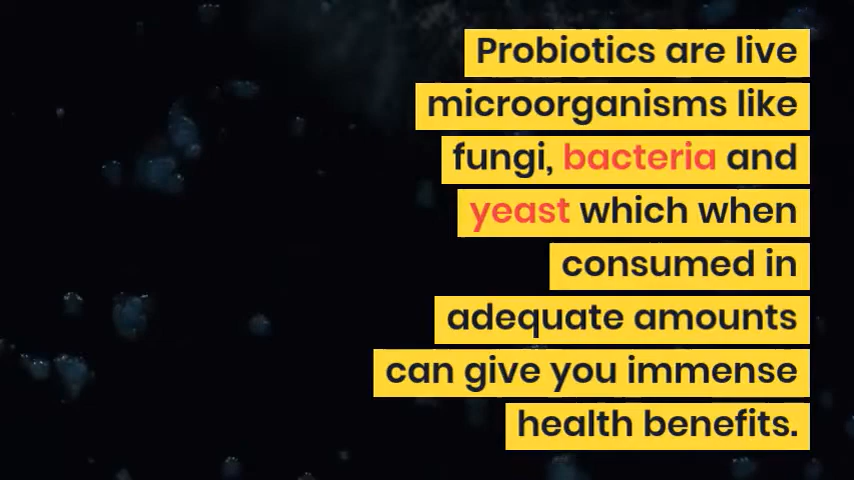 Probiotics are live
microorganisms like
fungi, bacteria and
yeast which when
consumed in
adequate amounts
can give you immense
health benefits.